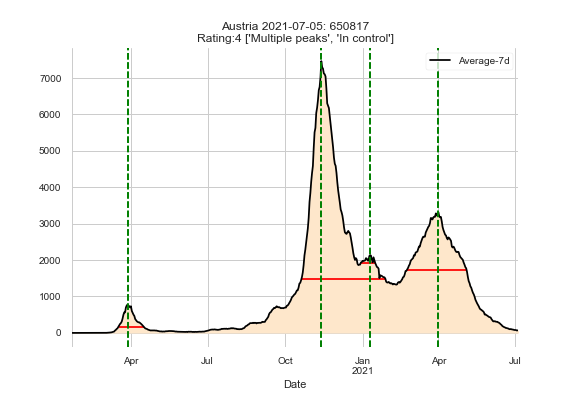 Austria 2021-07-05: 650817
Rating:4 ['Multiple peaks', 'In control']
Average-7d
7000
6000
5000
4000
3000
2000
1000
0
Apr
Jul
Oct
Jan
2021
Apr
Jul
Date